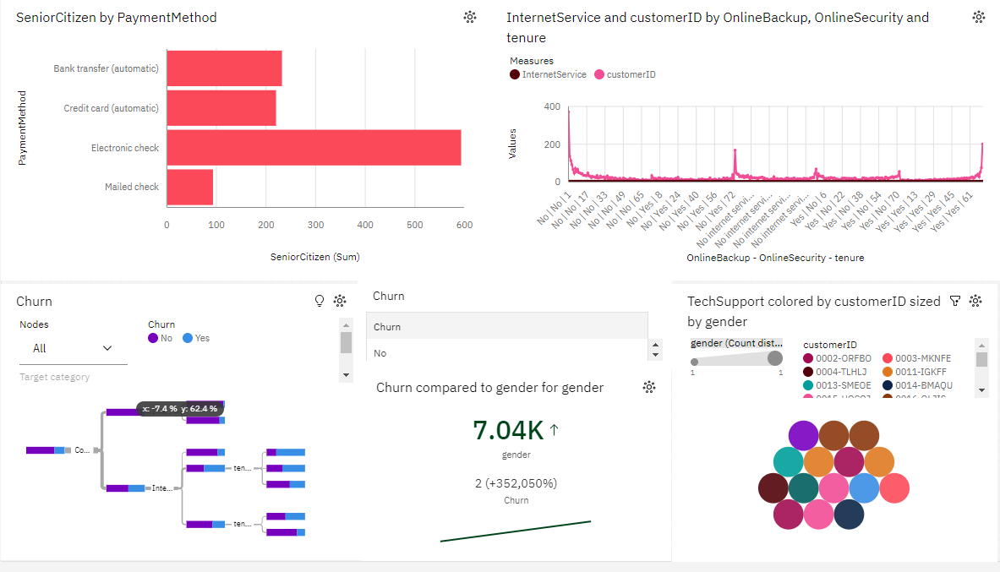 SeniorCitizen by PaymentMethod
PaymentMethod
Bank transfer (automatic)
Credit card (automatic)
Electronic check
Mailed check
0 100 200 300 400 500 600
SeniorCitizen (Sum)
InternetService and customerID by OnlineBackup, OnlineSecurity and
tenure
Measures
InternetService customerID
Values
400
200
0
No | No | 1
No | No | 17
No | No | 33
No | No | 49
No | No | 65
No | Yes | 8
No | Yes | 24
No | Yes | 40
No | Yes | 56
No | Yes | 72
No internet servi...
No internet servi...
No internet servi...
No internet servi...
Yes | No | 6
Yes | No | 22
Yes | No | 38
Yes | No | 54
Yes | No | 70
Yes | Yes | 13
Yes | Yes | 29
Yes | Yes | 45
Yes | Yes | 61
OnlineBackup - OnlineSecurity - tenure
Churn
Nodes
All
Churn
No Yes
Target category
x: -7.4 % y: 62.4 %
Co...
Inte...
ten...
ten...
Churn
Churn
No
Churn compared to gender for gender
7.04K ↑
gender
2 (+352,050%)
Churn
TechSupport colored by customerID sized
by gender
gender (Count dist...
1 1
customerID
0002-ORFBO 0003-MKNFE
0004-TLHLJ 0011-IGKFF
0013-SMEOE 0014-BMAQU